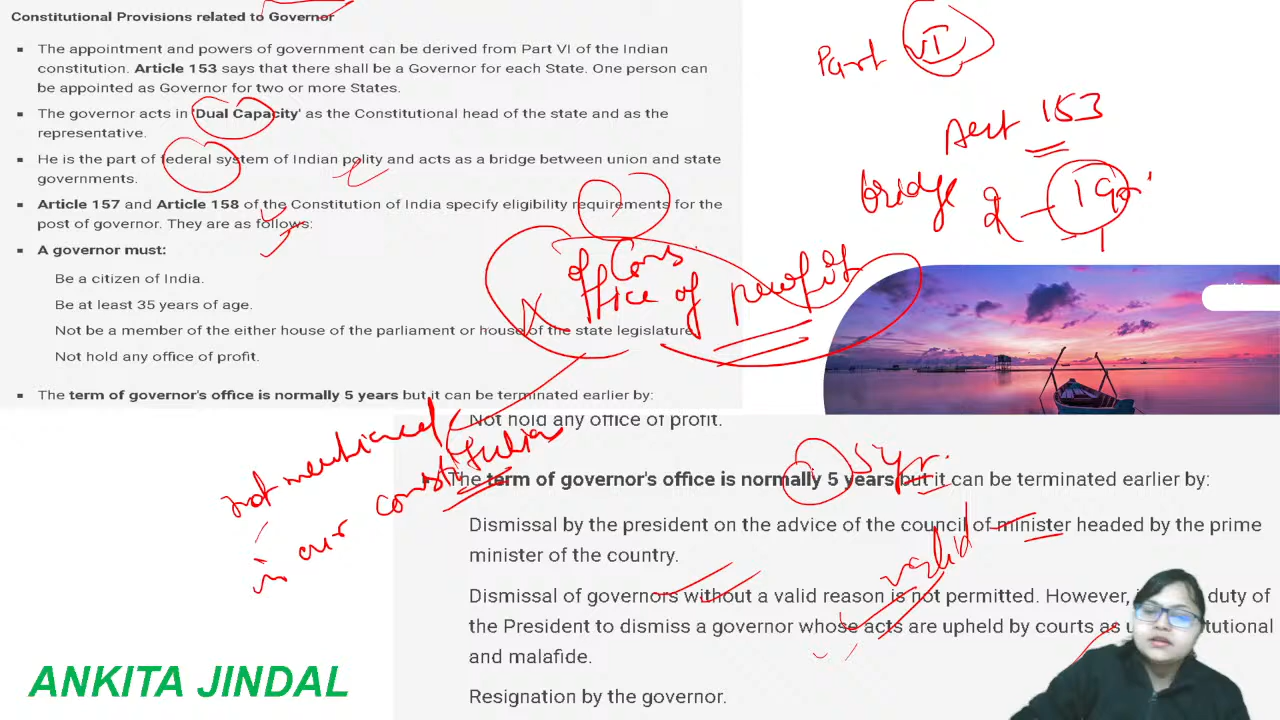 Constitutional Provisions related to Governor
The appointment and powers of government can be derived from Part VI of the Indian
constitution. Article 153 says that there shall be a Governor for each State. One person can
be appointed as Governor for two or more States.
The governor acts in 'Dual Capacity' as the Constitutional head of the state and as the
representative.
He is the part of federal system of Indian polity and acts as a bridge between union and state
governments.
Article 157 and Article 158 of the Constitution of India specify eligibility requirements for the
post of governor. They are as follows:
A governor must:
Be a citizen of India.
Be at least 35 years of age.
Not be a member of the either house of the parliament or house of the state legislature.
Not hold any office of profit.
The term of governor's office is normally 5 years but it can be terminated earlier by:
Part VI
Art 153
bridge
office of profit
not mentioned
in our constitution
Not hold any office of profit.
5 yr.
The term of governor's office is normally 5 years but it can be terminated earlier by:
Dismissal by the president on the advice of the council of minister headed by the prime
minister of the country.
valid
Dismissal of governors without a valid reason is not permitted. However, duty of
the President to dismiss a governor whose acts are upheld by courts as
and malafide.
Resignation by the governor.
ANKITA JINDAL